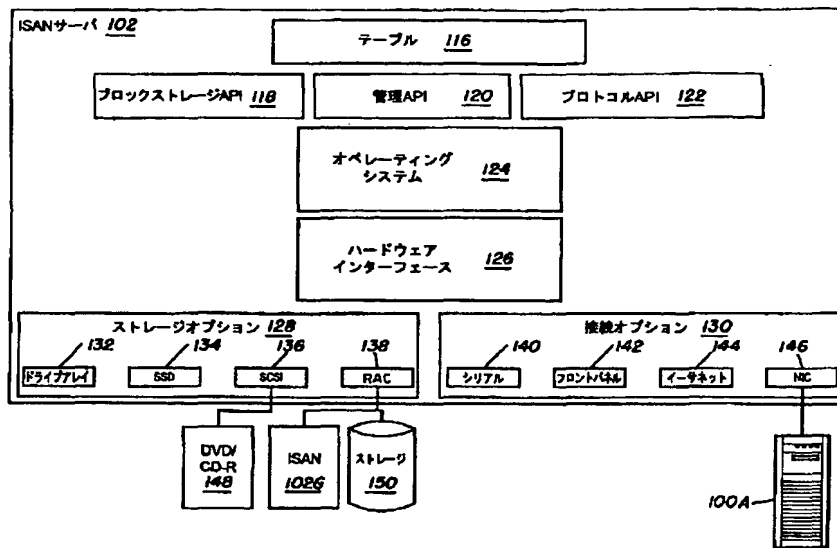 ISANサーバ 102
テーブル 116
ブロックストレージAPI 118
管理API 120
プロトコルAPI 122
オペレーティング
システム 124
ハードウェア
インターフェース 126
ストレージオプション 128
接続オプション 130
132
134
136
138
140
142
144
146
ドライブアレイ
SSD
SCSI
RAC
シリアル
フロントパネル
イーサネット
NIC
DVD/
CD-R
148
ISAN
102G
ストレージ
150
100A